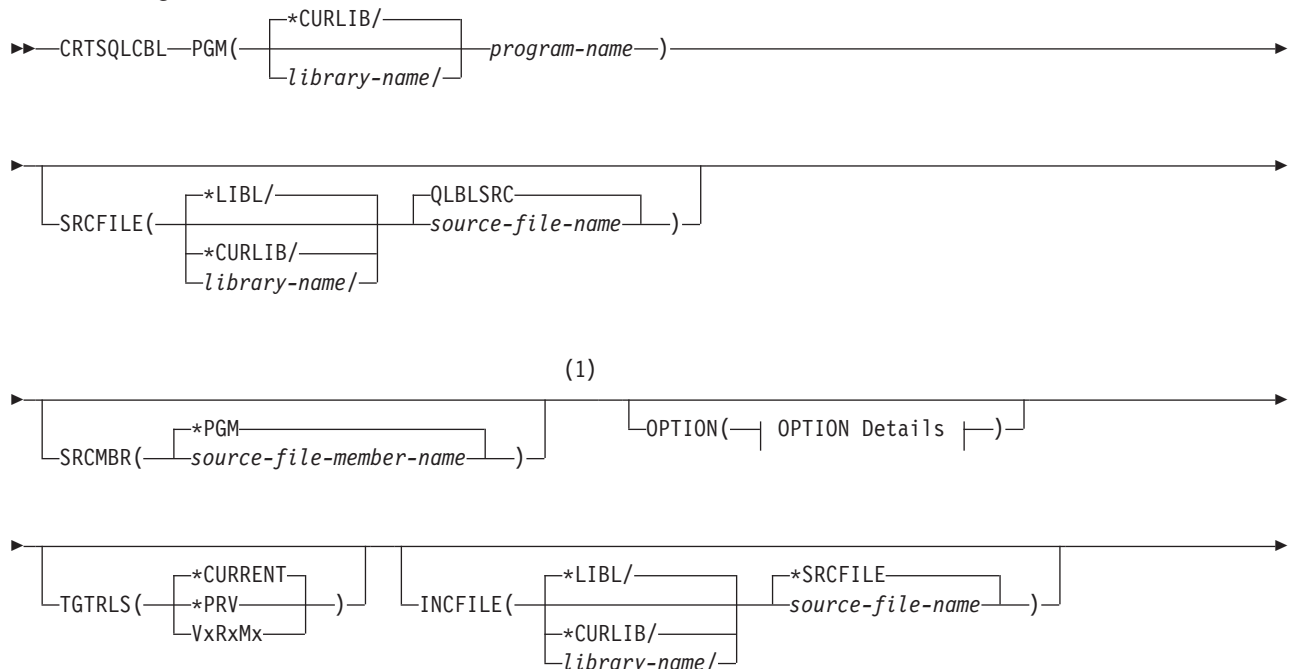 *CURLIB/
CRTSQLCBL PGM( program-name )
library-name/
*LIBL/ QLBLSRC
SRCFILE( source-file-name )
*CURLIB/
library-name/
(1)
*PGM OPTION( OPTION Details )
SRCMBR( source-file-member-name )
*CURRENT *LIBL/ *SRCFILE
TGTRLS( *PRV ) INCFILE( source-file-name )
VxRxMx *CURLIB/
library-name/